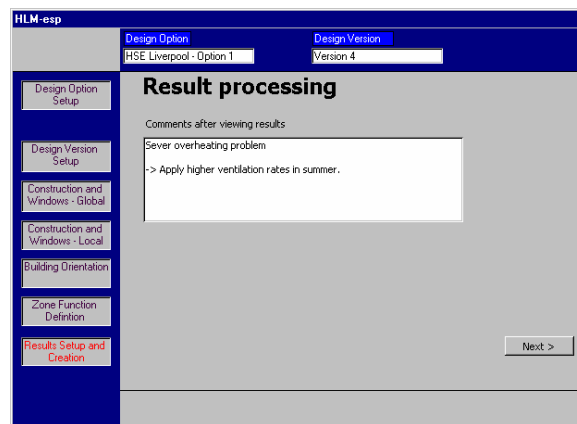 HLM-esp
Design Option
Design Version
HSE Liverpool - Option 1
Version 4
Result processing
Comments after viewing results
Sever overheating problem
-> Apply higher ventilation rates in summer.
Design Option
Setup
Design Version
Setup
Construction and
Windows - Global
Construction and
Windows - Local
Building Orientation
Zone Function
Defintion
Results Setup and
Creation
Next >